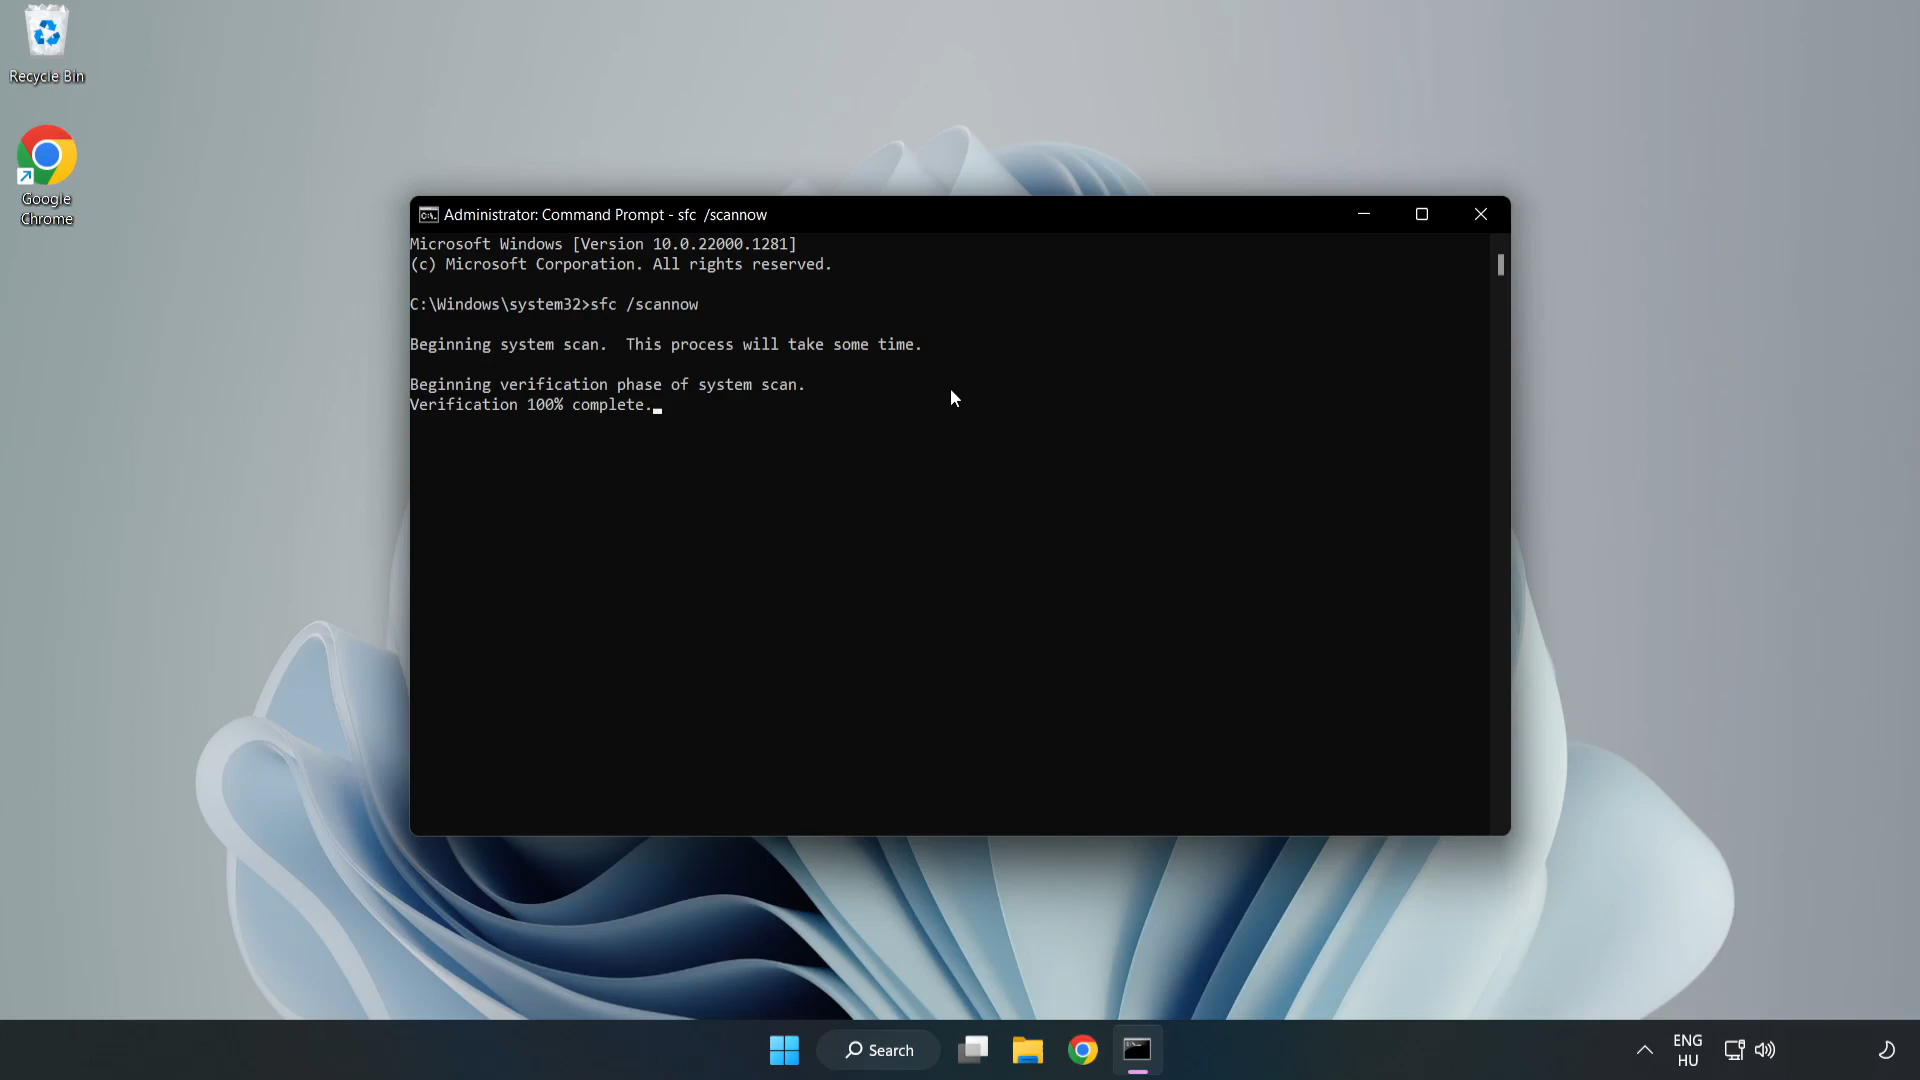 Recycle Bin
Google
Chrome
Administrator: Command Prompt - sfc  /scannow
Microsoft Windows [Version 10.0.22000.1281]
(c) Microsoft Corporation. All rights reserved.
C:\Windows\system32>sfc /scannow
Beginning system scan.  This process will take some time.
Beginning verification phase of system scan.
Verification 100% complete.
Search
ENG
HU